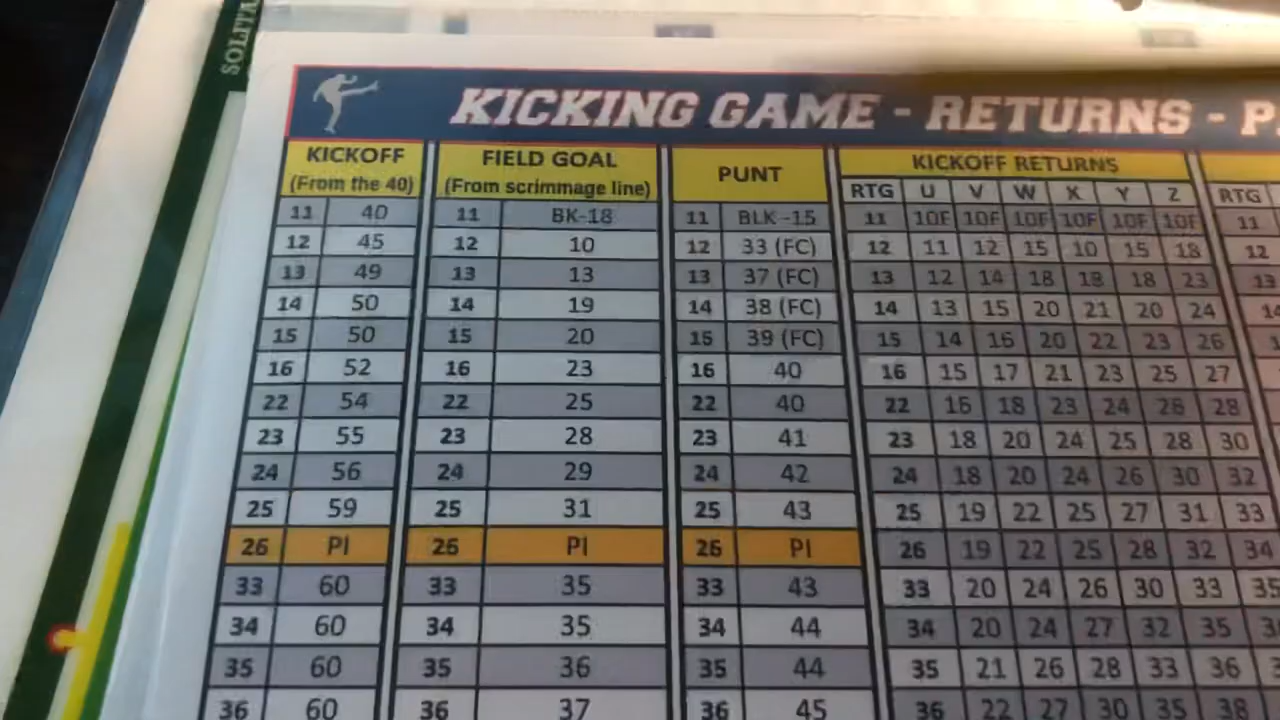 SOLITA
KICKING GAME - RETURNS - P
KICKOFF FIELD GOAL PUNT KICKOFF RETURNS
(From the 40) (From scrimmage line) RTG U V W X Y Z RTG
11 40 11 BK-18 11 BLK -15 11 10F 10F 10F 10F 10F 10F 11
12 45 12 10 12 33 (FC) 12 11 12 15 10 15 18 12
13 49 13 13 13 37 (FC) 13 12 14 18 18 18 23 13
14 50 14 19 14 38 (FC) 14 13 15 20 21 20 24
15 50 15 20 15 39 (FC) 15 14 16 20 22 23 26
16 52 16 23 16 40 16 15 17 21 23 25 27
22 54 22 25 22 40 22 16 18 23 24 26 28
23 55 23 28 23 41 23 18 20 24 25 28 30
24 56 24 29 24 42 24 18 20 24 26 30 32
25 59 25 31 25 43 25 19 22 25 27 31 33
26 PI 26 PI 26 PI 26 19 22 25 28 32 34
33 60 33 35 33 43 33 20 24 26 30 33 35
34 60 34 35 34 44 34 20 24 27 32 35
35 60 35 36 35 44 35 21 26 28 33 36
36 60 36 37 36 45 36 22 27 30 35 38